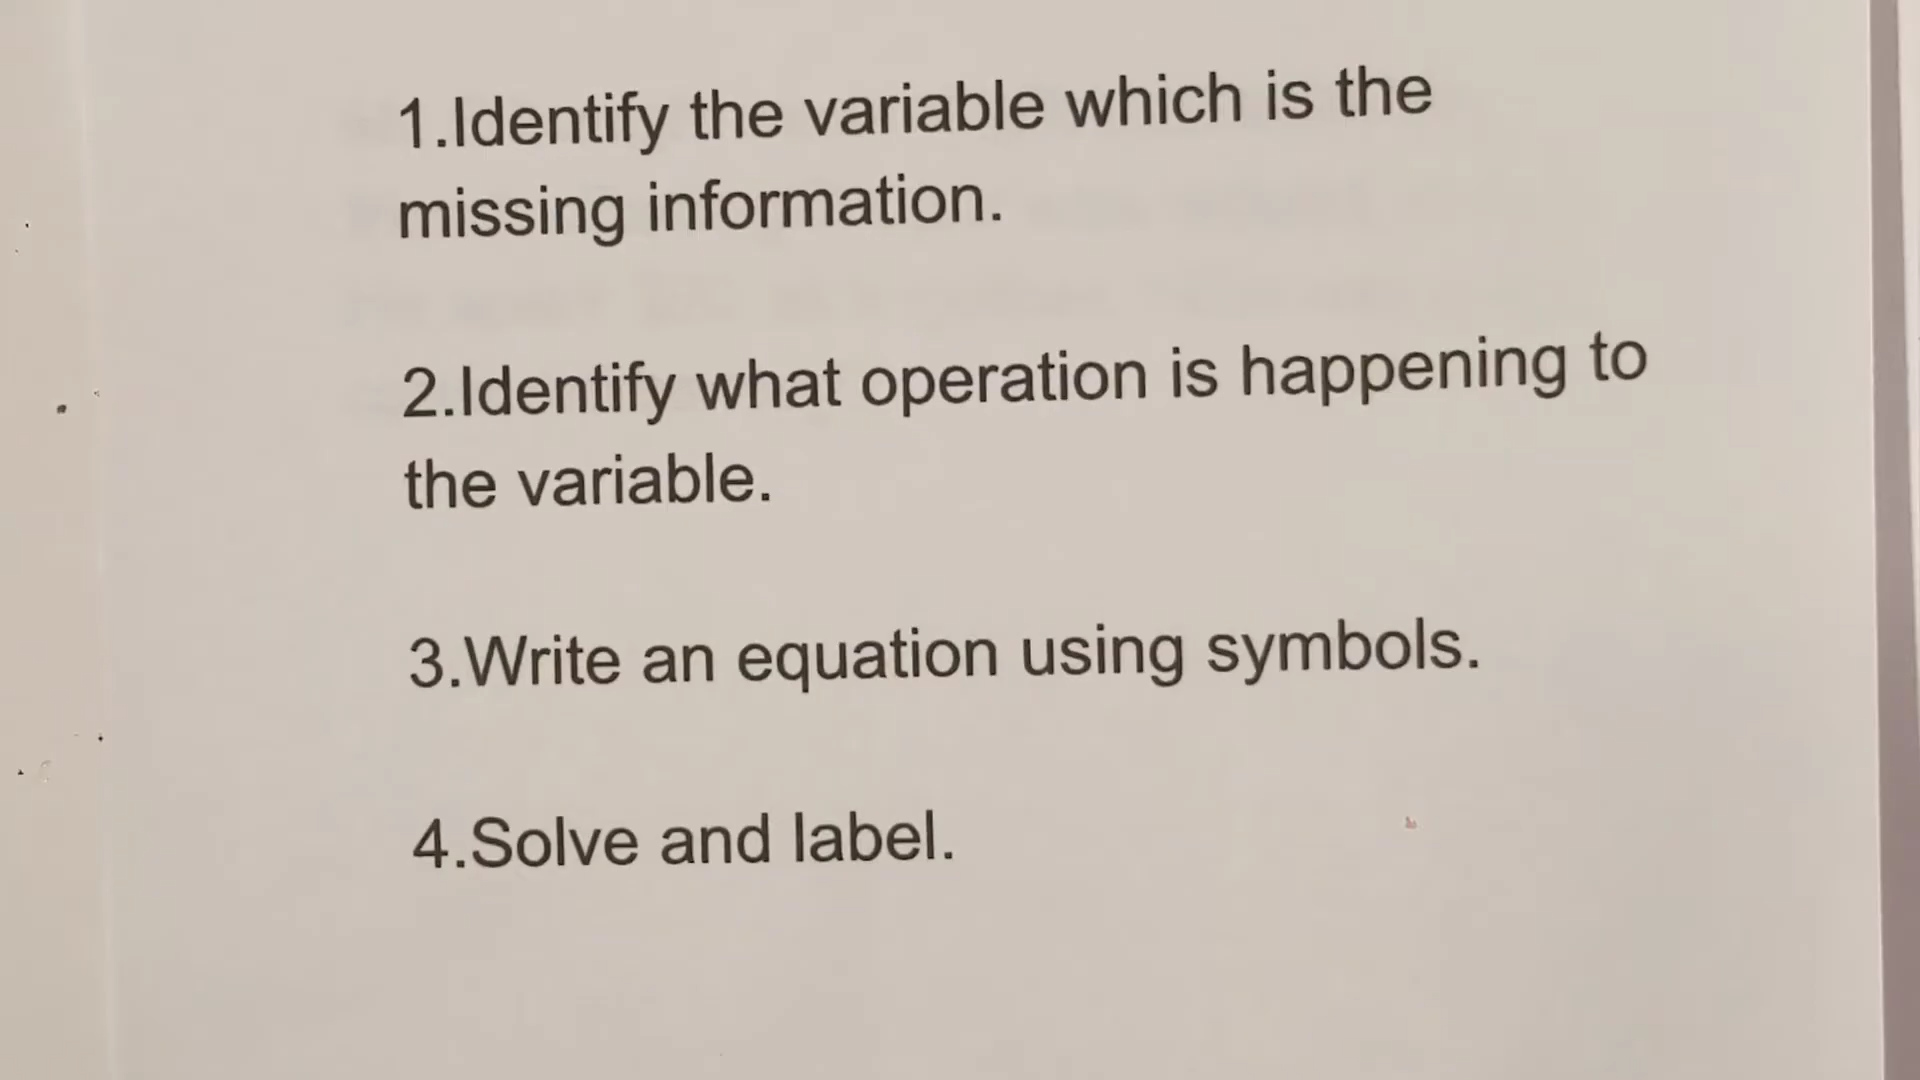 1.Identify the variable which is the
missing information.
2.Identify what operation is happening to
the variable.
3.Write an equation using symbols.
4.Solve and label.